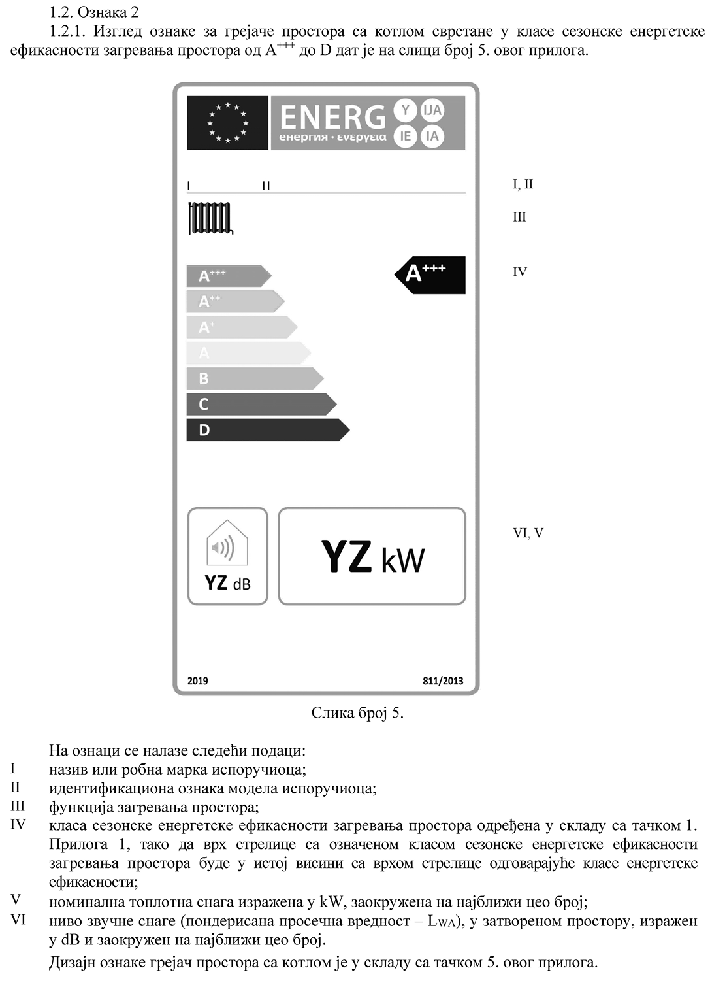 1.2. Ознака 2
1.2.1. Изглед ознаке за грејаче простора са котлом сврстане у класе сезонске енергетске
ефикасности загревања простора од A+++ до D дат је на слици број 5. овог прилога.
ENERG
енергия · ενεργεια
Y IJA
IE IA
I II
I, II
III
A+++
A+++
IV
A++
A+
A
B
C
D
VI, V
YZ dB
YZ kW
2019 811/2013
Слика број 5.
На ознаци се налазе следећи подаци:
I назив или робна марка испоручиоца;
II идентификациона ознака модела испоручиоца;
III функција загревања простора;
IV класа сезонске енергетске ефикасности загревања простора одређена у складу са тачком 1.
Прилога 1, тако да врх стрелице са означеном класом сезонске енергетске ефикасности
загревања простора буде у истој висини са врхом стрелице одговарајуће класе енергетске
ефикасности;
V номинална топлотна снага изражена у kW, заокружена на најближи цео број;
VI ниво звучне снаге (пондерисана просечна вредност – LWA), у затвореном простору, изражен
у dB и заокружен на најближи цео број.
Дизајн ознаке грејач простора са котлом је у складу са тачком 5. овог прилога.